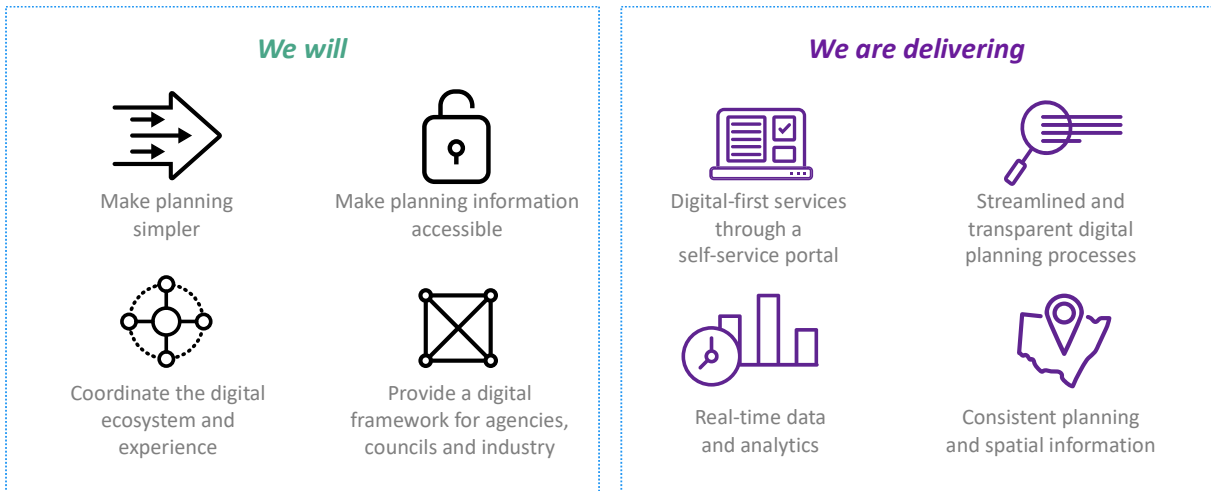 We will
Make planning
simpler
Make planning information
accessible
Coordinate the digital
ecosystem and
experience
Provide a digital
framework for agencies,
councils and industry
We are delivering
Digital-first services
through a
self-service portal
Streamlined and
transparent digital
planning processes
Real-time data
and analytics
Consistent planning
and spatial information